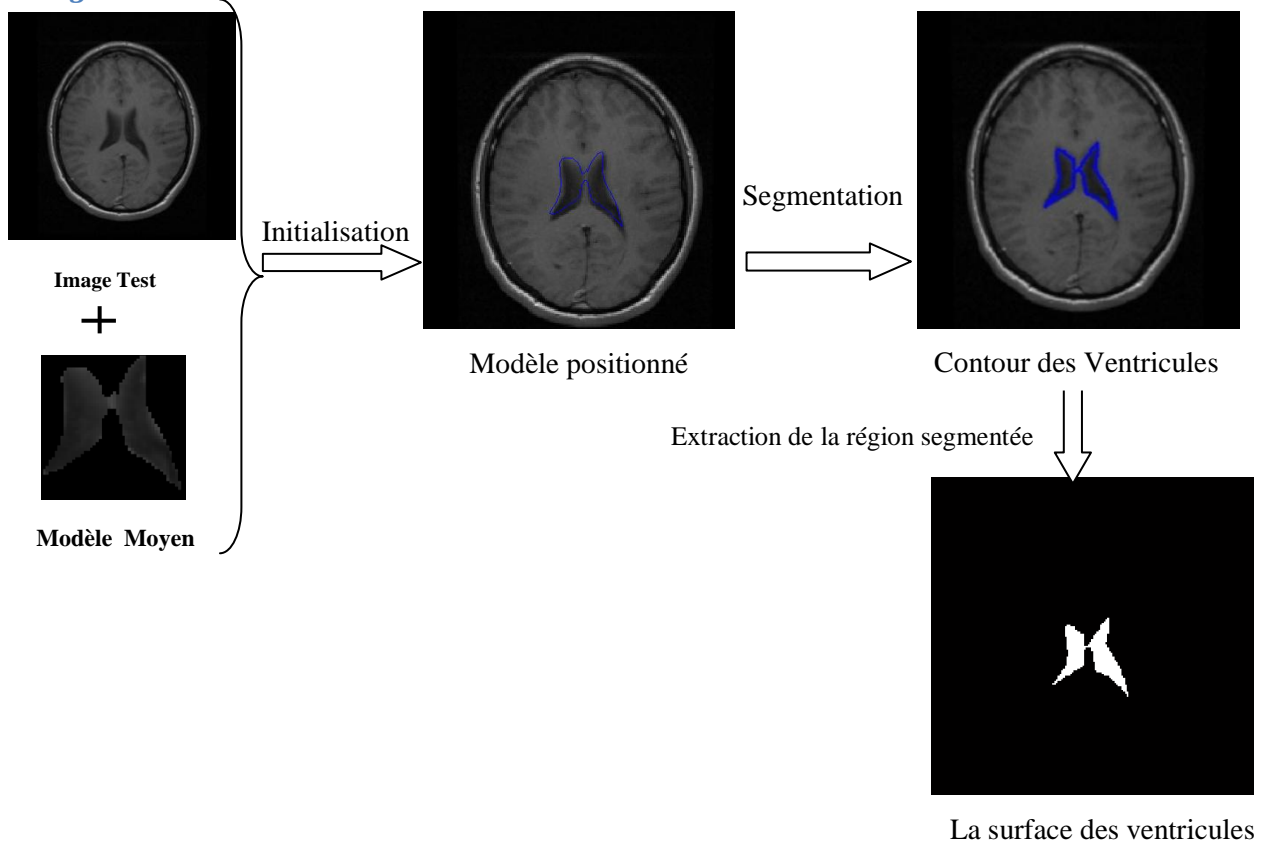 Initialisation
Segmentation
Image Test
+
Modèle positionné
Contour des Ventricules
Extraction de la région segmentée
Modèle Moyen
La surface des ventricules